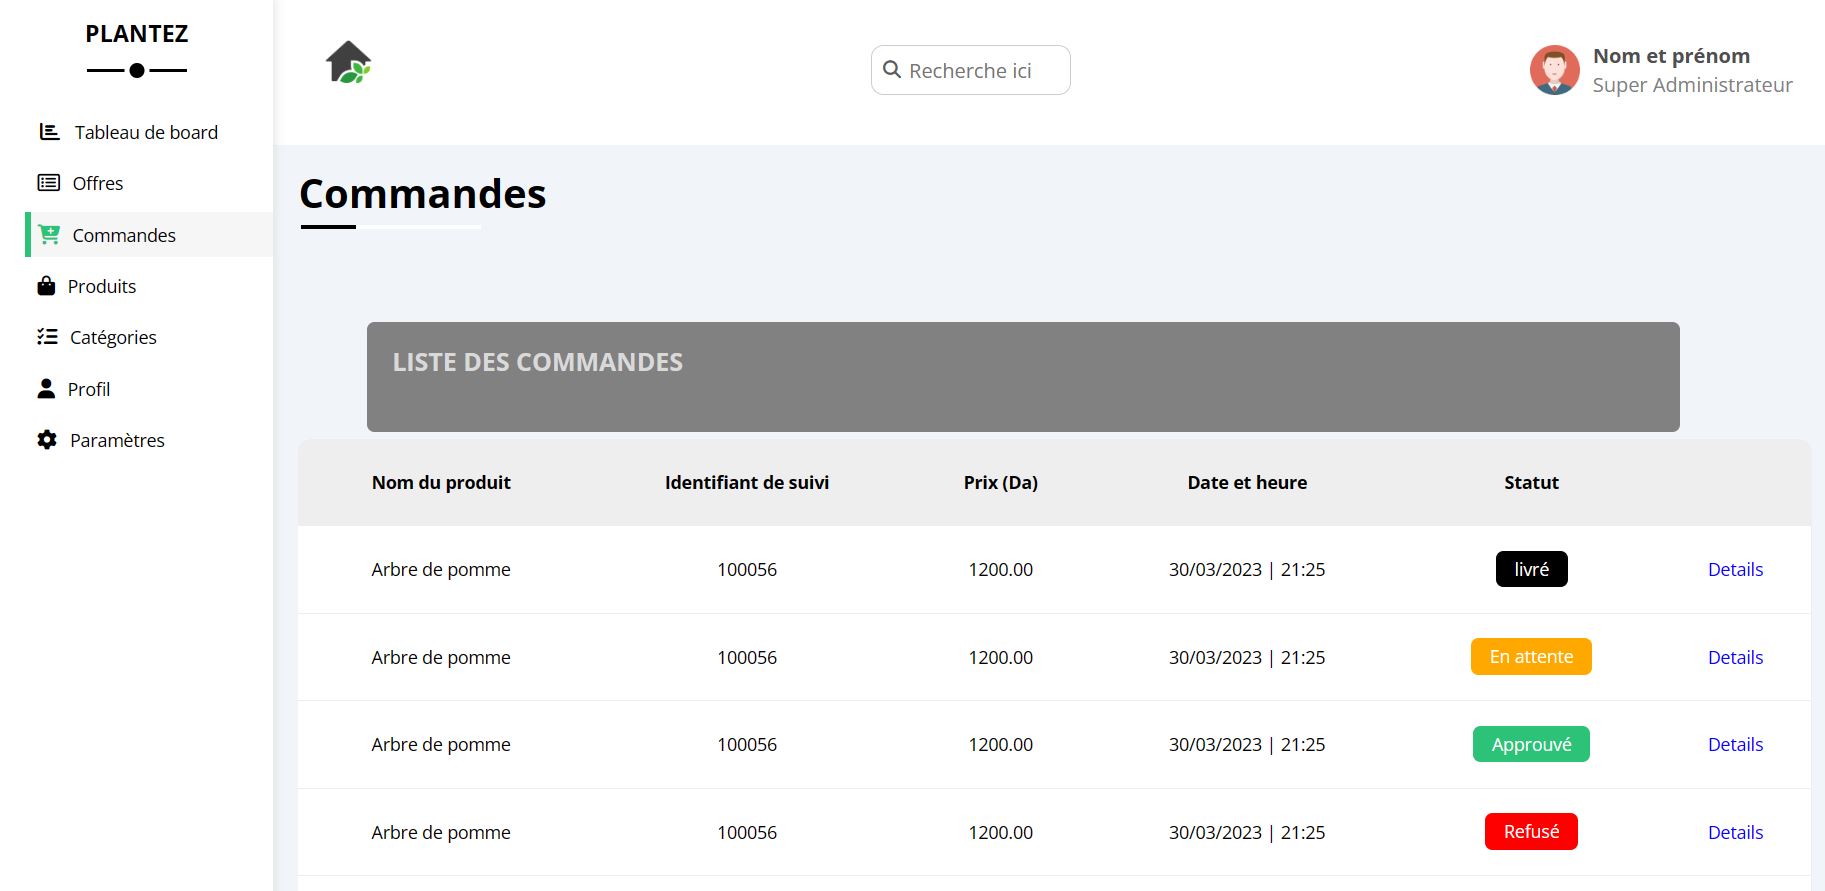 PLANTEZ
Tableau de board
Offres
Commandes
Produits
Catégories
Profil
Paramètres
Recherche ici
Nom et prénom
Super Administrateur
Commandes
LISTE DES COMMANDES
Nom du produit Identifiant de suivi Prix (Da) Date et heure Statut
Arbre de pomme 100056 1200.00 30/03/2023 | 21:25 livré Details
Arbre de pomme 100056 1200.00 30/03/2023 | 21:25 En attente Details
Arbre de pomme 100056 1200.00 30/03/2023 | 21:25 Approuvé Details
Arbre de pomme 100056 1200.00 30/03/2023 | 21:25 Refusé Details